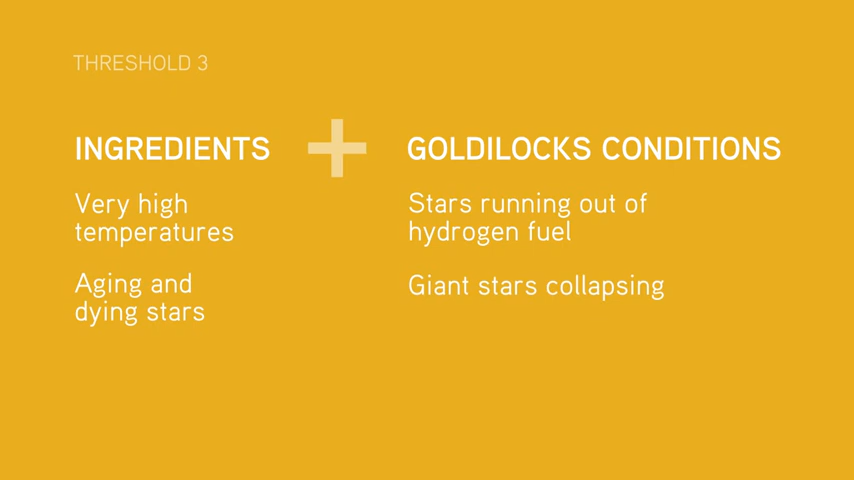 THRESHOLD 3
INGREDIENTS + GOLDILOCKS CONDITIONS
Very high
temperatures
Aging and
dying stars
Stars running out of
hydrogen fuel
Giant stars collapsing